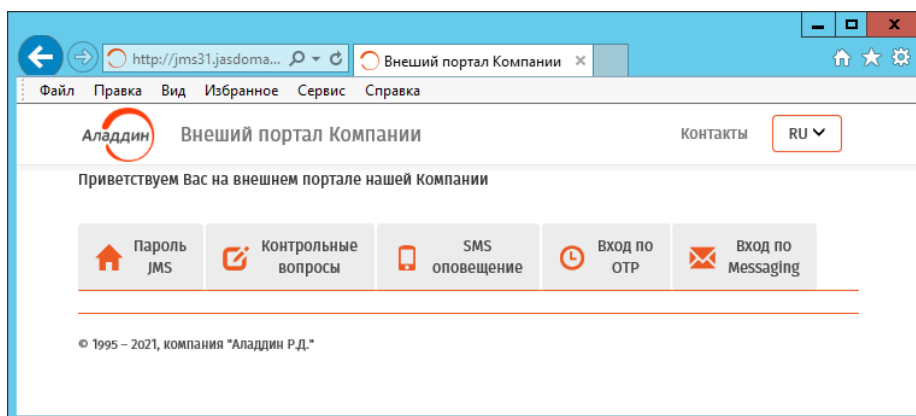 http://jms31.jasdoma...
Внеший портал Компании
Файл Правка Вид Избранное Сервис Справка
Аладдин Внеший портал Компании Контакты RU
Приветствуем Вас на внешнем портале нашей Компании
Пароль JMS
Контрольные вопросы
SMS оповещение
Вход по OTP
Вход по Messaging
© 1995 – 2021, компания "Аладдин Р.Д."